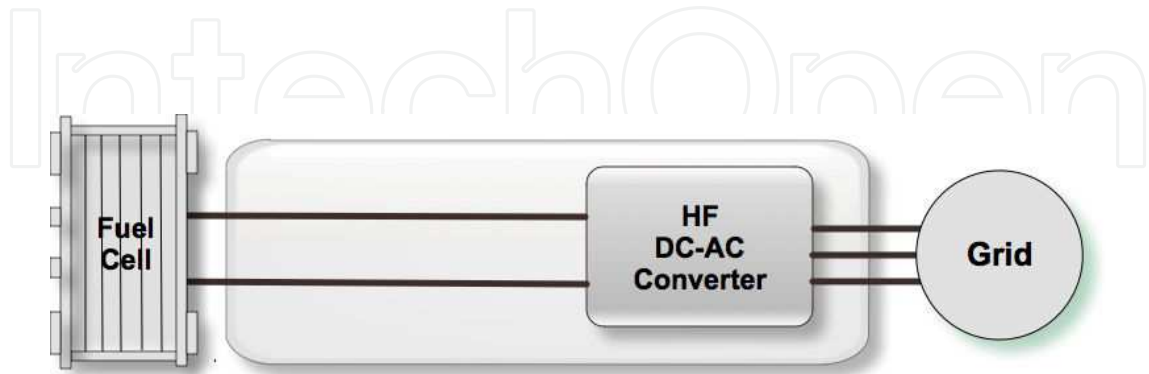 IntechOpen
Fuel
Cell
HF
DC-AC
Converter
Grid